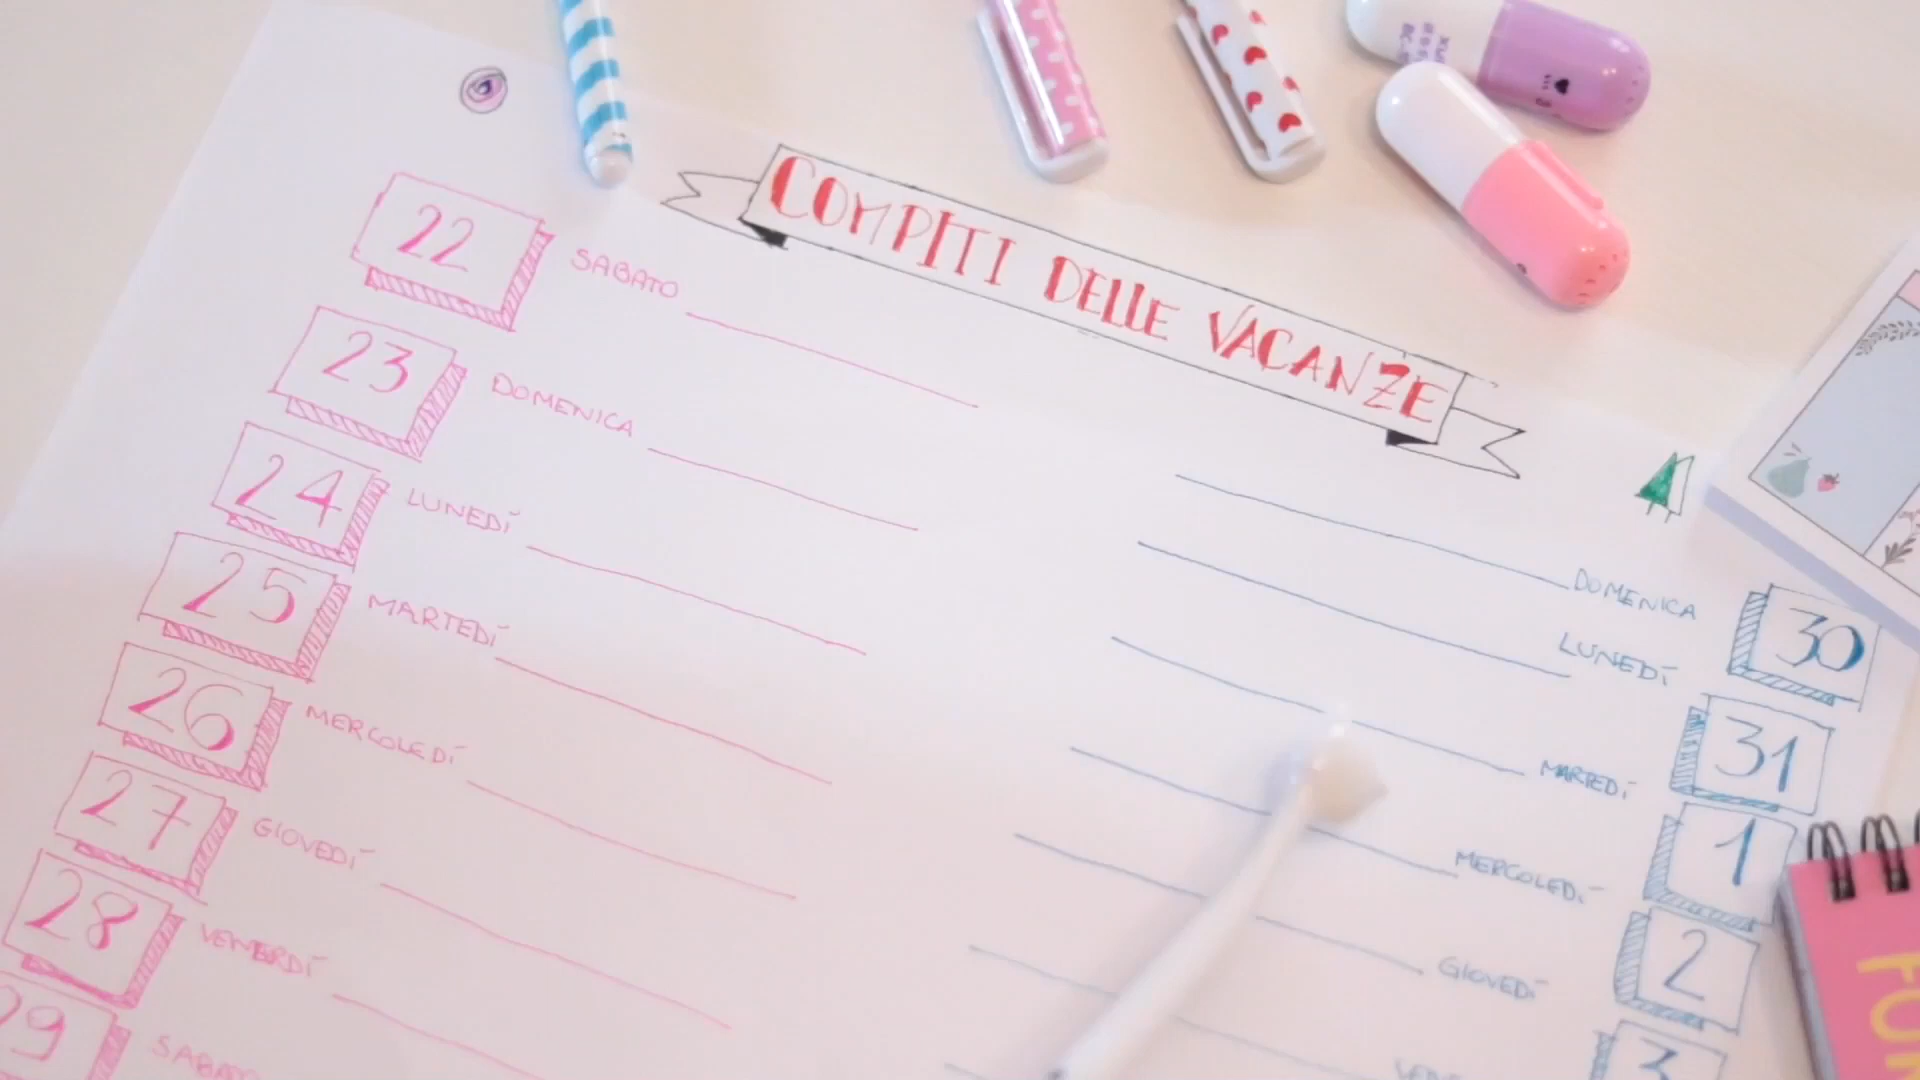 COMPITI DELLE VACANZE
22 SABATO
23 DOMENICA
24 LUNEDÌ
25 MARTEDÌ
26 MERCOLEDÌ
27 GIOVEDÌ
28 VENERDÌ
29 SABATO
DOMENICA 30
LUNEDÌ 31
MARTEDÌ 1
MERCOLEDÌ 2
GIOVEDÌ 3